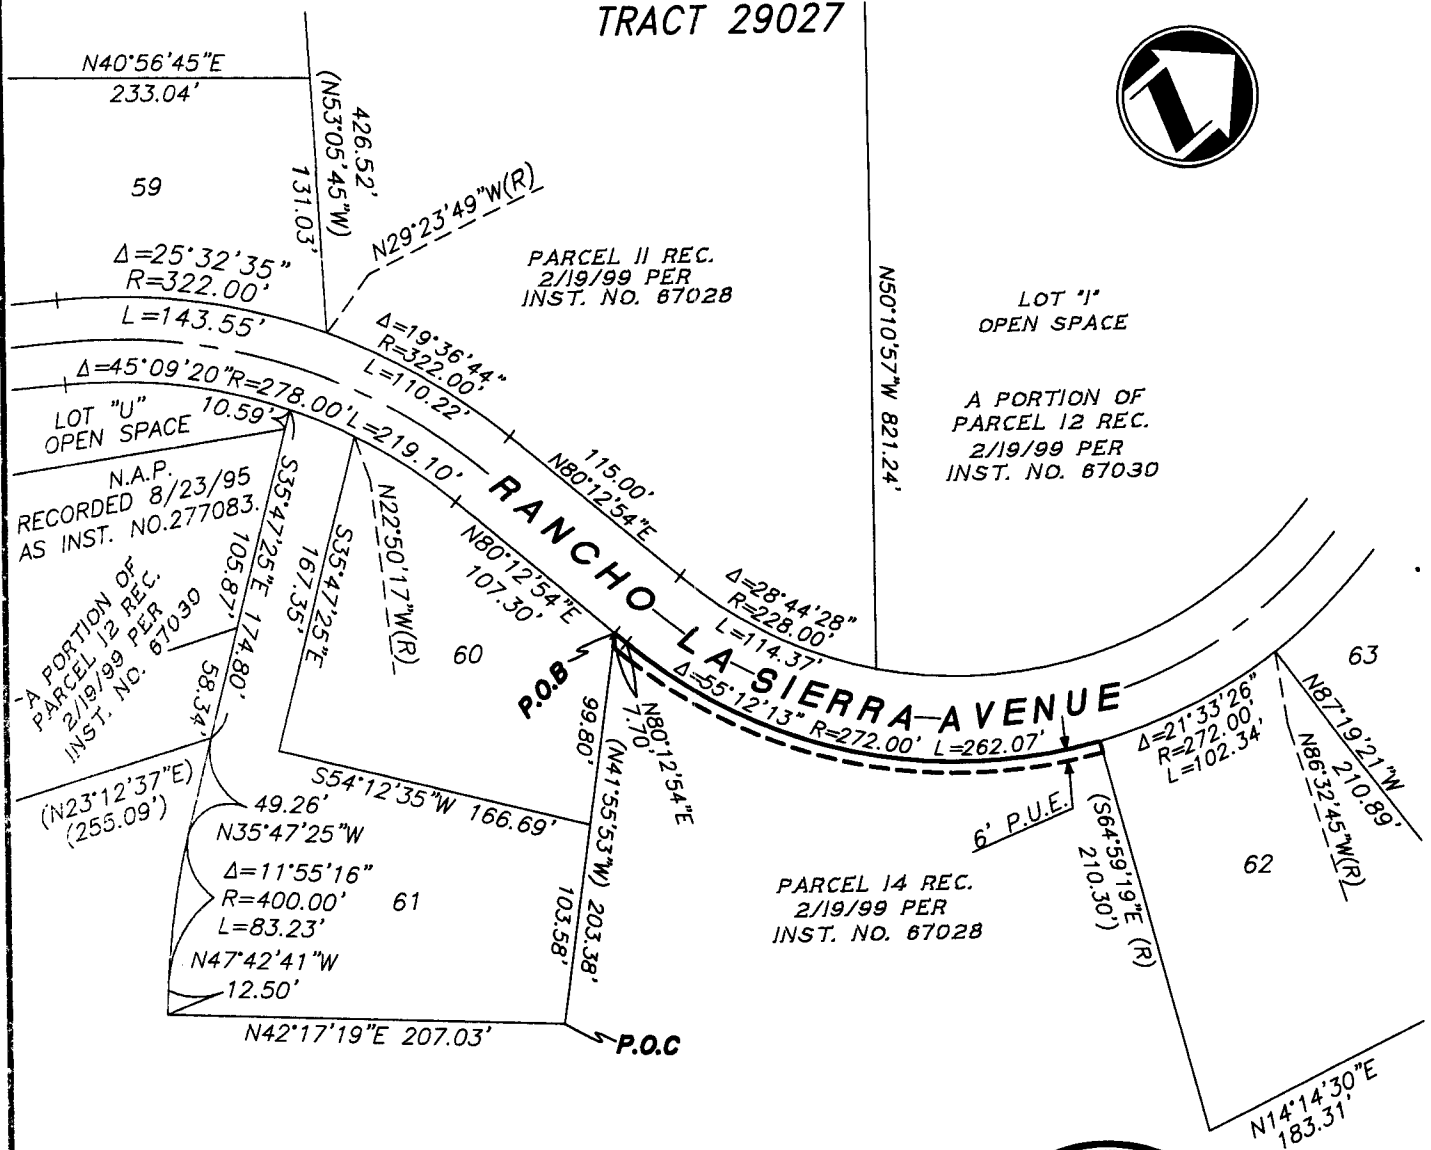 TRACT 29027
N40°56'45"E
233.04'
59
(N53°05'45"W)
426.52'
131.03'
N29°23'49"W(R)
Δ=25°32'35"
R=322.00'
L=143.55'
PARCEL 11 REC.
2/19/99 PER
INST. NO. 67028
Δ=19°36'44"
R=322.00'
L=110.22'
N50°10'57"W 821.24'
LOT "I"
OPEN SPACE
A PORTION OF
PARCEL 12 REC.
2/19/99 PER
INST. NO. 67030
Δ=45°09'20" R=278.00' L=219.10'
LOT "U"
OPEN SPACE
10.59'
N.A.P.
RECORDED 8/23/95
AS INST. NO.277083.
115.00'
N80°12'54"E
RANCHO LA SIERRA AVENUE
S35°47'25"E 174.80'
105.87'
58.34'
S35°47'25"E
167.35'
N22°50'17"W(R)
N80°12'54"E
107.30'
60
A PORTION OF
PARCEL 12 REC.
2/19/99 PER
INST. NO. 67030
Δ=28°44'28"
R=228.00'
L=114.37'
P.O.B
Δ=55°12'13" R=272.00' L=262.07'
N80°12'54"E
7.70'
99.80'
(N41°55'53"W) 203.38'
103.58'
Δ=21°33'26"
R=272.00'
L=102.34'
63
N87°19'21"W
210.89'
N86°32'45"W(R)
(N23°12'37"E)
(255.09')
S54°12'35"W 166.69'
49.26'
N35°47'25"W
Δ=11°55'16"
R=400.00'
L=83.23'
61
N47°42'41"W
12.50'
N42°17'19"E 207.03'
P.O.C
6' P.U.E.
PARCEL 14 REC.
2/19/99 PER
INST. NO. 67028
(S64°59'19"E (R)
210.30')
62
N14°14'30"E
183.31'